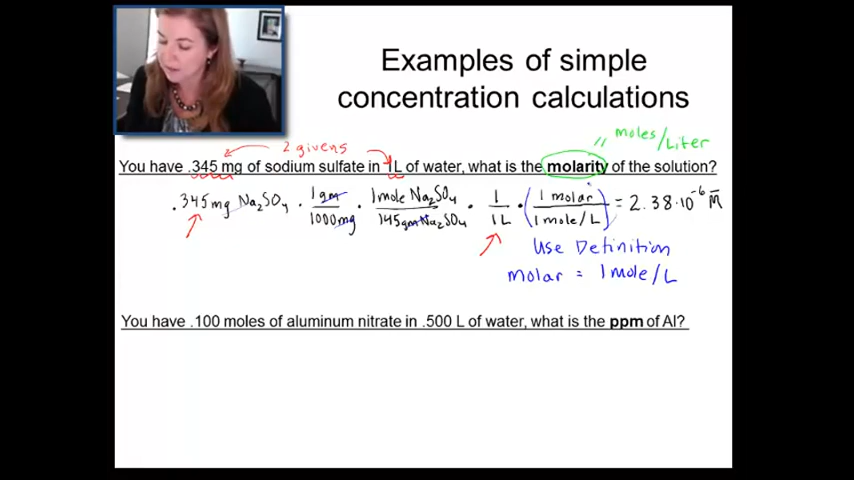 Examples of simple
concentration calculations
2 givens
" moles/Liter
You have .345 mg of sodium sulfate in 1L of water, what is the molarity of the solution?
.345mg Na₂SO₄ · 1gm/1000mg · 1mole Na₂SO₄/145gm Na₂SO₄ · 1/1L · (1 molar/1mole/L) = 2.38·10⁻⁶ M̅
Use Definition
molar = 1mole/L
You have .100 moles of aluminum nitrate in .500 L of water, what is the ppm of Al?